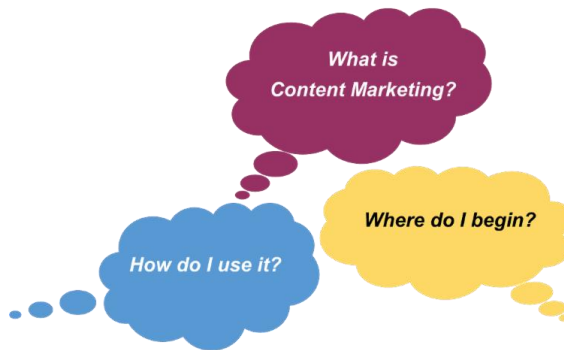 What is
Content Marketing?
Where do I begin?
How do I use it?